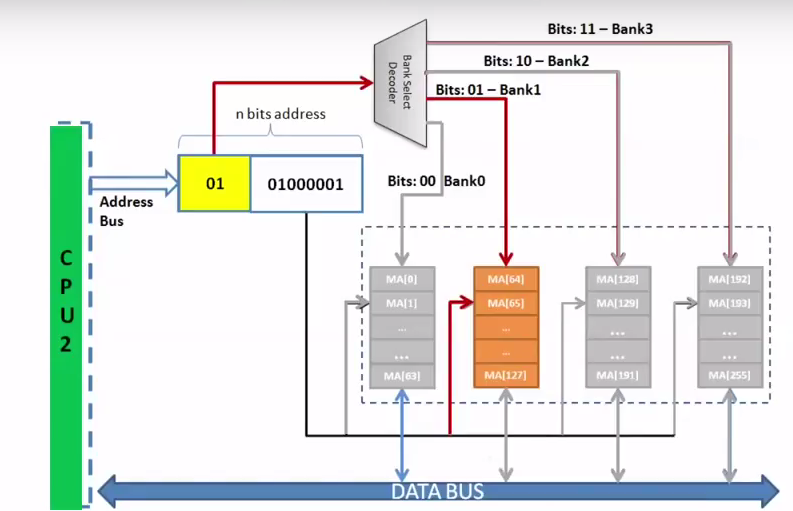 Bits: 11 – Bank3
Bits: 10 – Bank2
Bits: 01 – Bank1
Bank Select
Decoder
n bits address
01
01000001
Bits: 00 Bank0
Address
Bus
C
P
U
2
MA[0]
MA[1]
...
...
MA[63]
MA[64]
MA[65]
...
...
MA[127]
MA[128]
MA[129]
...
...
MA[191]
MA[192]
MA[193]
...
...
MA[255]
DATA BUS